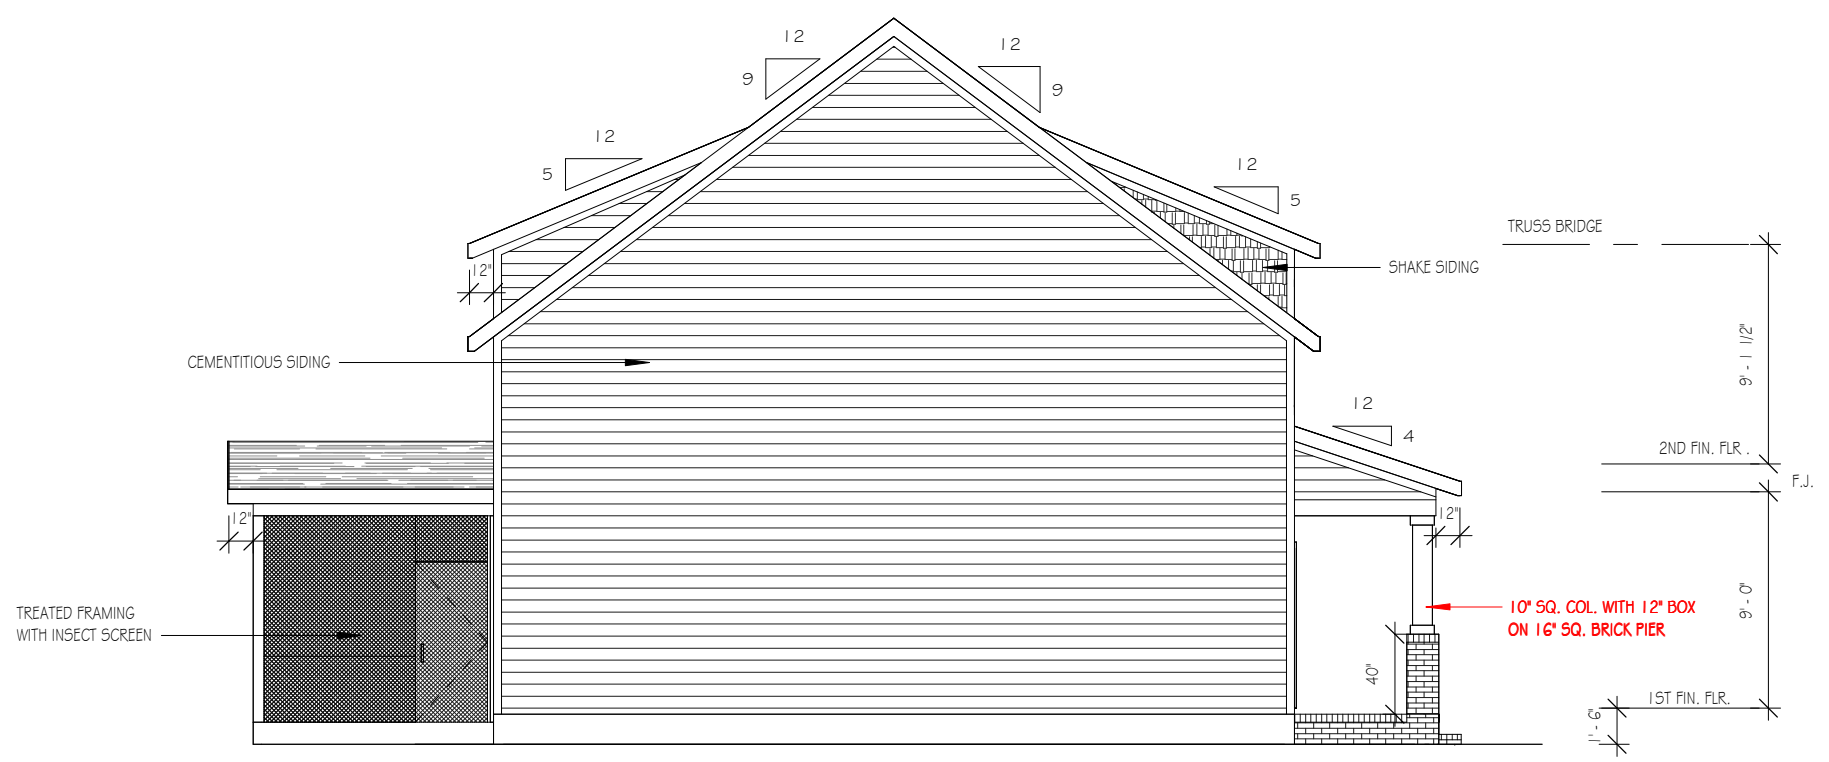 12
9
12
9
12
5
12
5
TRUSS BRIDGE
12"
SHAKE SIDING
9' - 1 1/2"
CEMENTITIOUS SIDING
12
4
2ND FIN. FLR .
F.J.
12"
12"
TREATED FRAMING
WITH INSECT SCREEN
10" SQ. COL. WITH 12" BOX
ON 16" SQ. BRICK PIER
9' - 0"
40"
1ST FIN. FLR.
1' - 6"